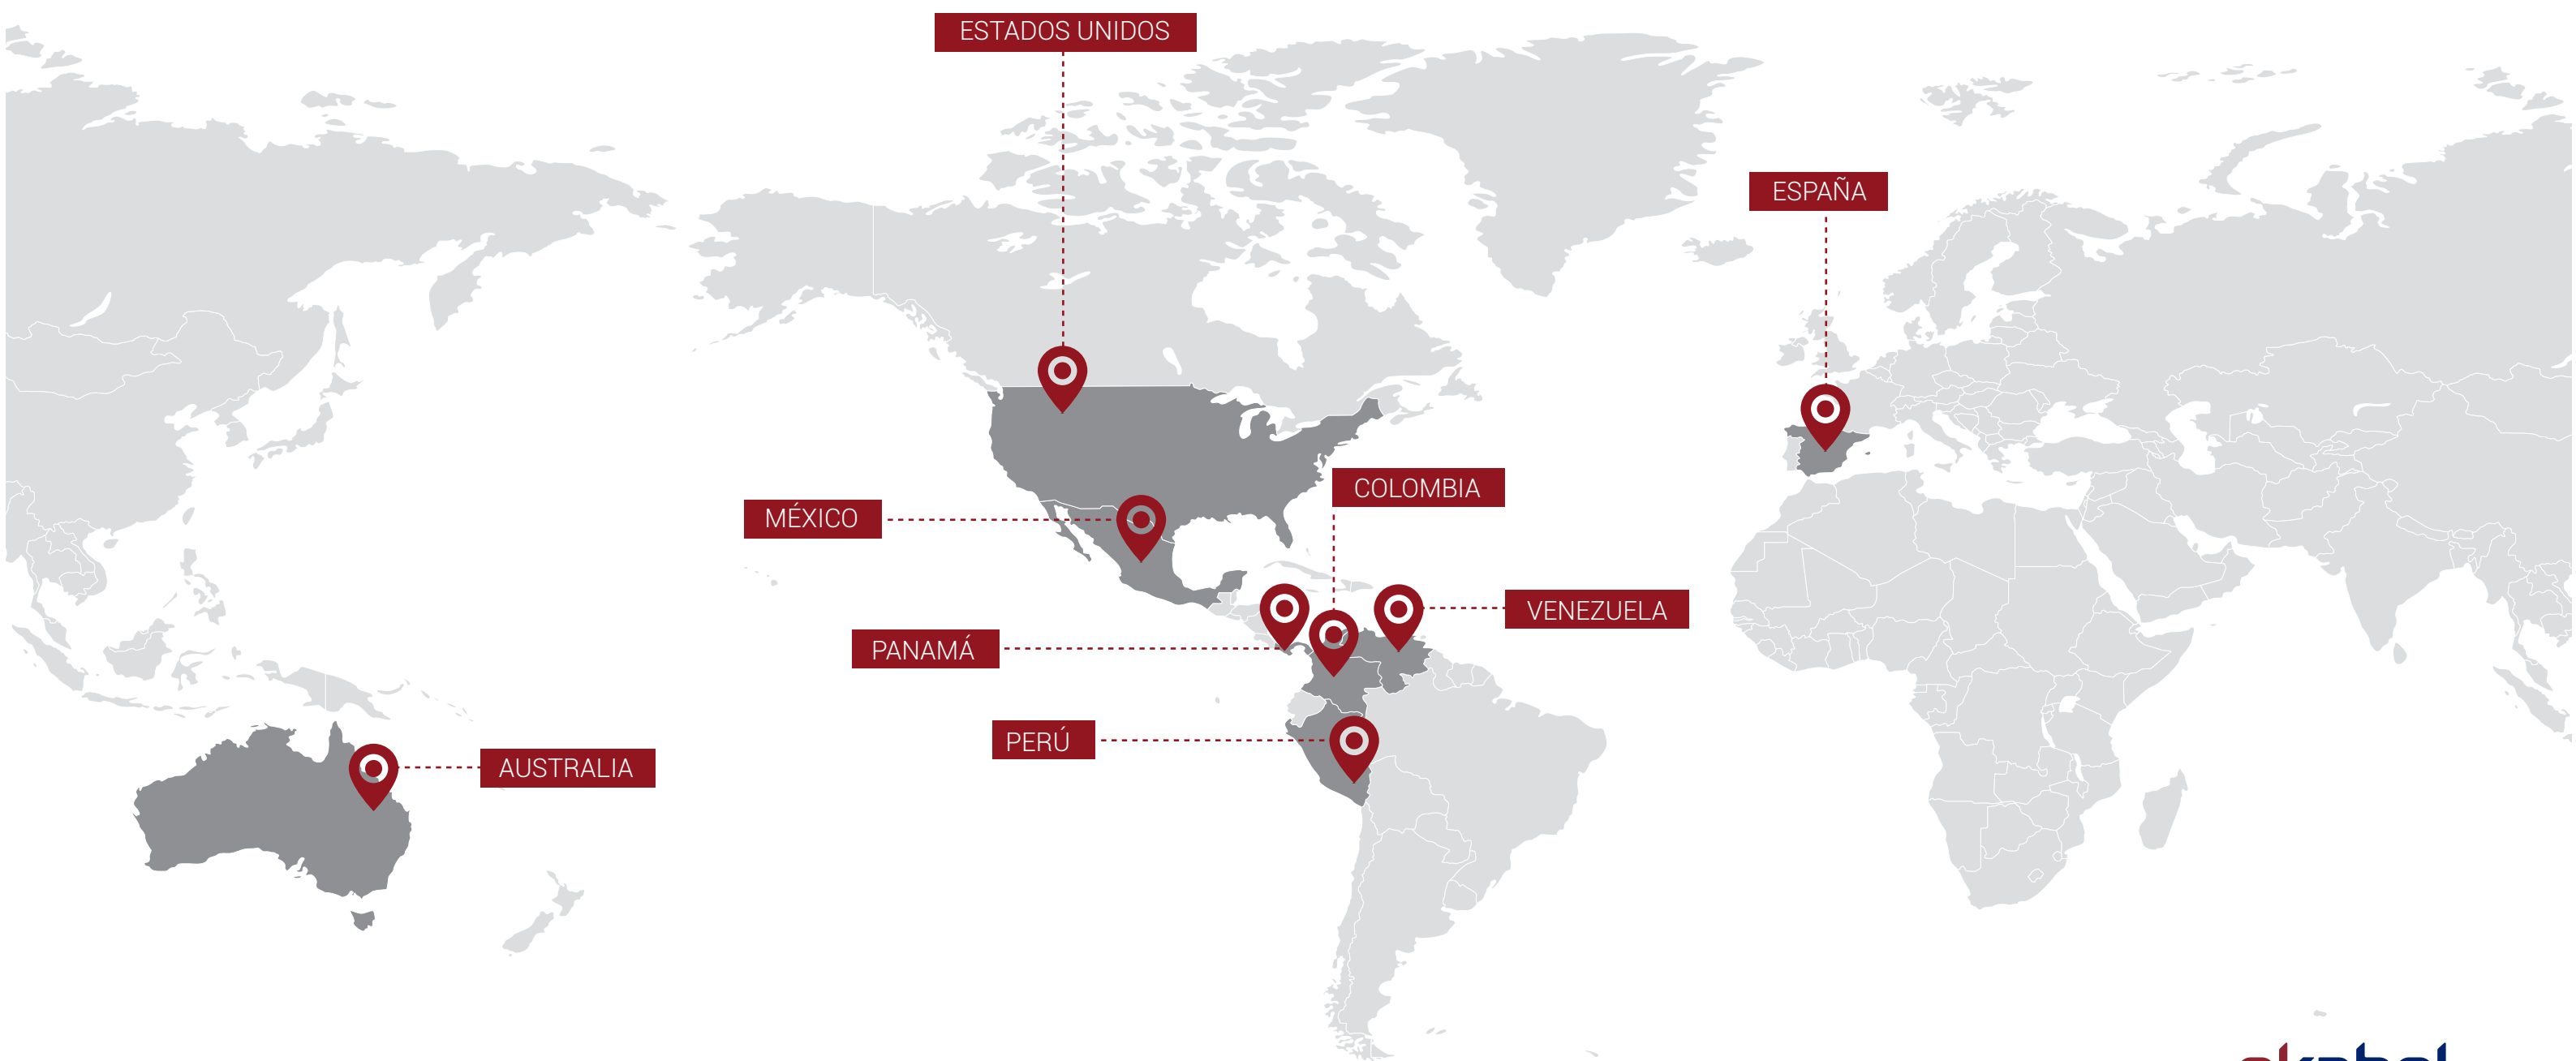 ESTADOS UNIDOS
ESPAÑA
COLOMBIA
MÉXICO
VENEZUELA
PANAMÁ
PERÚ
AUSTRALIA